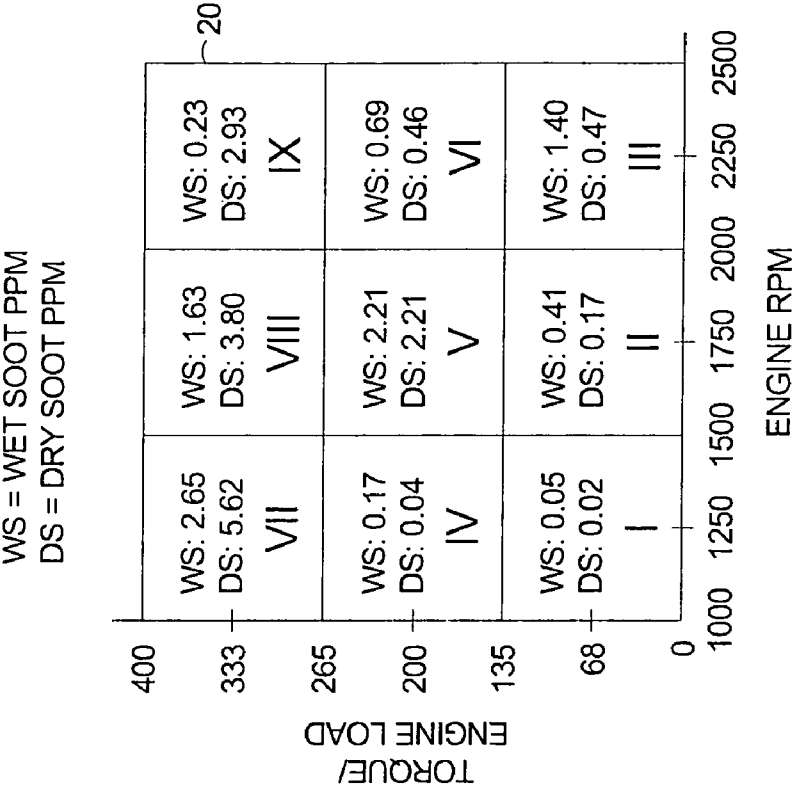 WS = WET SOOT PPM
DS = DRY SOOT PPM
20
400
333
265
200
135
68
0
TORQUE/
ENGINE LOAD
WS: 2.65
DS: 5.62
VII
WS: 1.63
DS: 3.80
VIII
WS: 0.23
DS: 2.93
IX
WS: 0.17
DS: 0.04
IV
WS: 2.21
DS: 2.21
V
WS: 0.69
DS: 0.46
VI
WS: 0.05
DS: 0.02
I
WS: 0.41
DS: 0.17
II
WS: 1.40
DS: 0.47
III
1000 1250 1500 1750 2000 2250 2500
ENGINE RPM